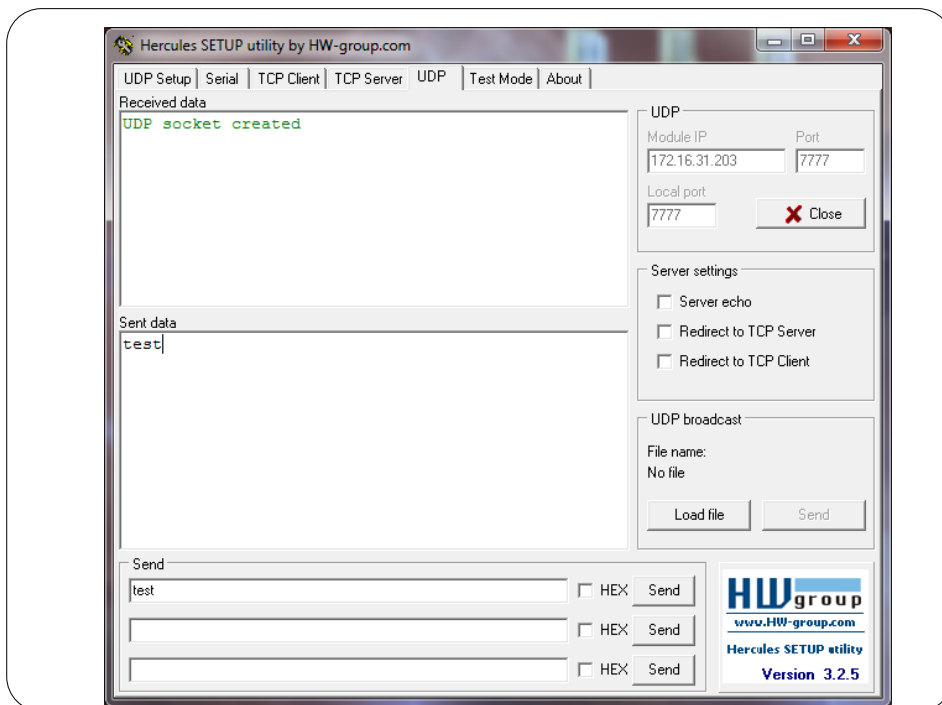 Hercules SETUP utility by HW-group.com
UDP Setup Serial TCP Client TCP Server UDP Test Mode About
Received data
UDP socket created
Sent data
test
UDP
Module IP Port
172.16.31.203 7777
Local port
7777 Close
Server settings
Server echo
Redirect to TCP Server
Redirect to TCP Client
UDP broadcast
File name:
No file
Load file Send
Send
test HEX Send
HEX Send
HEX Send
HWgroup
www.HW-group.com
Hercules SETUP utility
Version 3.2.5